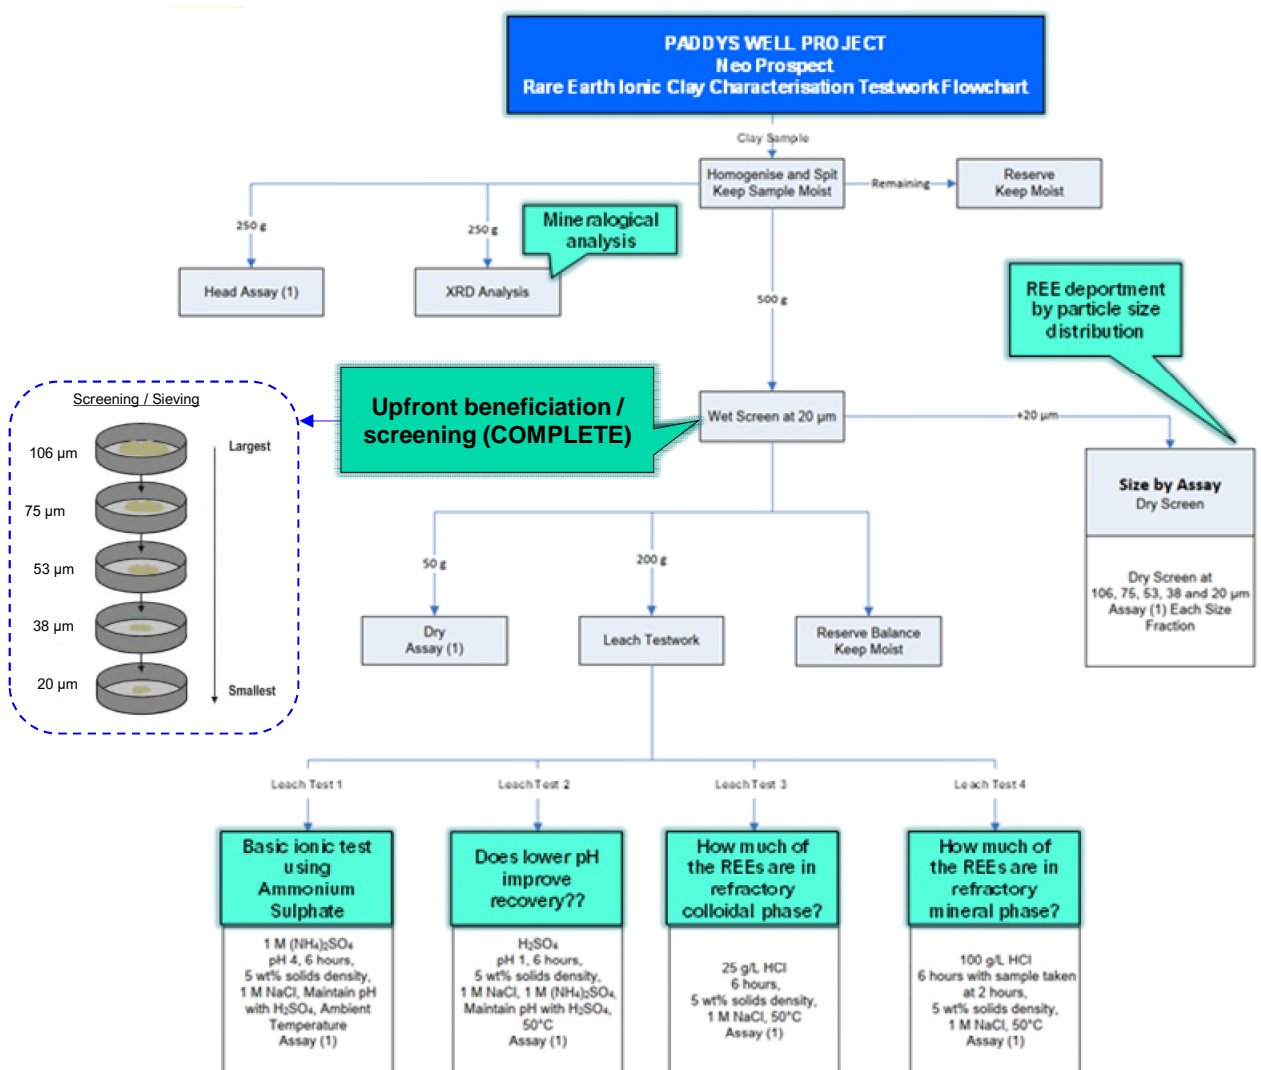 PADDYS WELL PROJECT
Neo Prospect
Rare Earth Ionic Clay Characterisation Testwork Flowchart
Clay Sample
Homogenise and Spit
Keep Sample Moist
Remaining
Reserve
Keep Moist
250 g
250 g
Mineralogical
analysis
Head Assay (1)
XRD Analysis
500 g
REE deportment
by particle size
distribution
Screening / Sieving
Largest
106 µm
75 µm
53 µm
38 µm
20 µm
Smallest
Upfront beneficiation /
screening (COMPLETE)
Wet Screen at 20 µm
+20 µm
Size by Assay
Dry Screen
Dry Screen at
106, 75, 53, 38 and 20 µm
Assay (1) Each Size
Fraction
50 g
200 g
Dry
Assay (1)
Leach Testwork
Reserve Balance
Keep Moist
Leach Test 1
Leach Test 2
Leach Test 3
Leach Test 4
Basic ionic test
using
Ammonium
Sulphate
1 M (NH₄)₂SO₄
pH 4, 6 hours,
5 wt% solids density,
1 M NaCl, Maintain pH
with H₂SO₄, Ambient
Temperature
Assay (1)
Does lower pH
improve
recovery??
H₂SO₄
pH 1, 6 hours,
5 wt% solids density,
1 M NaCl, 1 M (NH₄)₂SO₄,
Maintain pH with H₂SO₄,
50°C
Assay (1)
How much of
the REEs are in
refractory
colloidal phase?
25 g/L HCl
6 hours,
5 wt% solids density,
1 M NaCl, 50°C
Assay (1)
How much of
the REEs are in
refractory
mineral phase?
100 g/L HCl
6 hours with sample taken
at 2 hours,
5 wt% solids density,
1 M NaCl, 50°C
Assay (1)